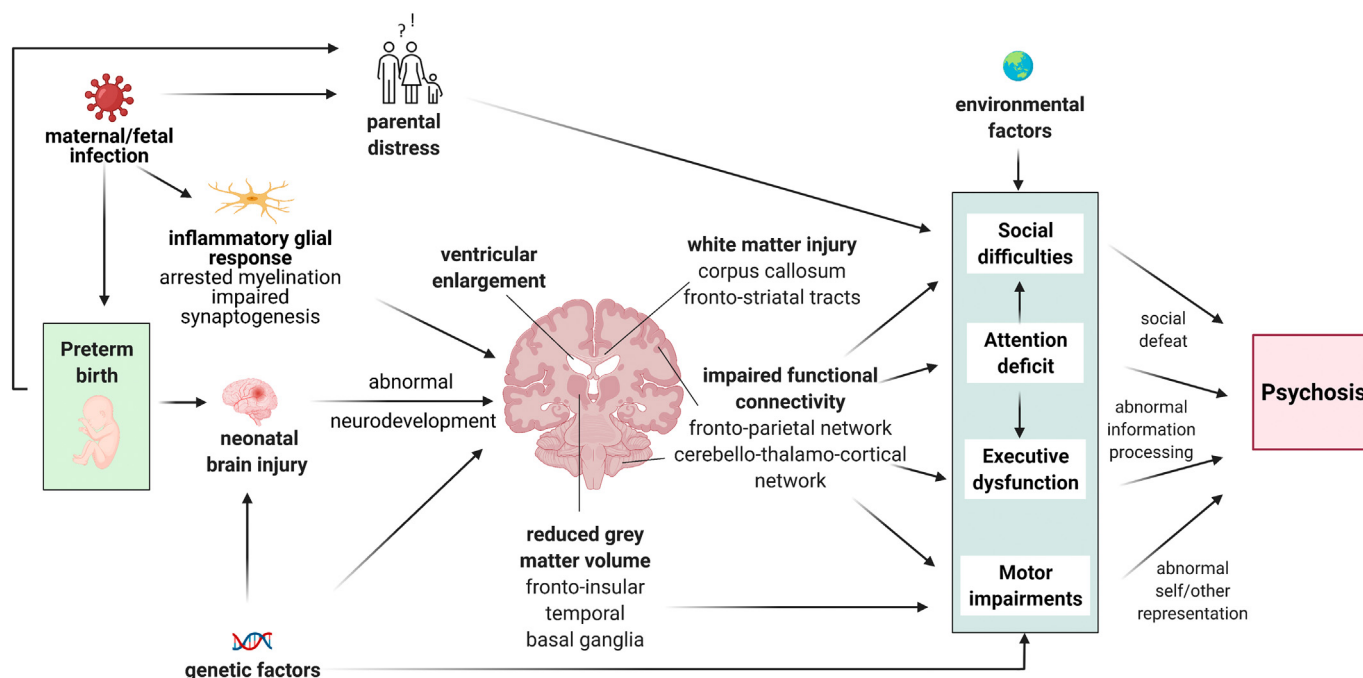 ? !
parental
distress
maternal/fetal
infection
environmental
factors
inflammatory glial
response
arrested myelination
impaired
synaptogenesis
ventricular
enlargement
white matter injury
corpus callosum
fronto-striatal tracts
Preterm
birth
neonatal
brain injury
abnormal
neurodevelopment
impaired functional
connectivity
fronto-parietal network
cerebello-thalamo-cortical
network
reduced grey
matter volume
fronto-insular
temporal
basal ganglia
genetic factors
Social
difficulties
Attention
deficit
Executive
dysfunction
Motor
impairments
social
defeat
abnormal
information
processing
abnormal
self/other
representation
Psychosis